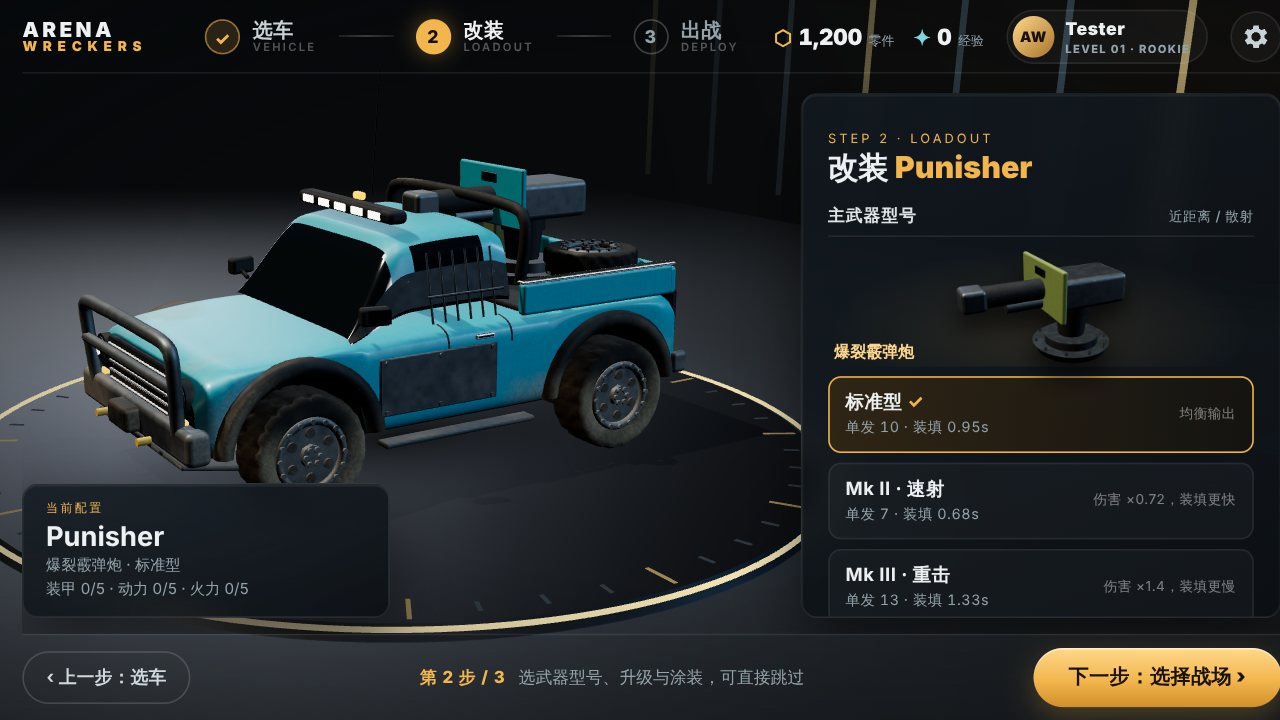 ARENA
WRECKERS
选车
VEHICLE
2
改装
LOADOUT
3
出战
DEPLOY
1,200 零件
0 经验
AW
Tester
LEVEL 01 · ROOKIE
STEP 2 · LOADOUT
改装 Punisher
主武器型号
近距离 / 散射
爆裂霰弹炮
标准型
单发 10 · 装填 0.95s
均衡输出
Mk II · 速射
单发 7 · 装填 0.68s
伤害 ×0.72，装填更快
Mk III · 重击
单发 13 · 装填 1.33s
伤害 ×1.4，装填更慢
当前配置
Punisher
爆裂霰弹炮 · 标准型
装甲 0/5 · 动力 0/5 · 火力 0/5
‹ 上一步：选车
第 2 步 / 3 选武器型号、升级与涂装，可直接跳过
下一步：选择战场 ›